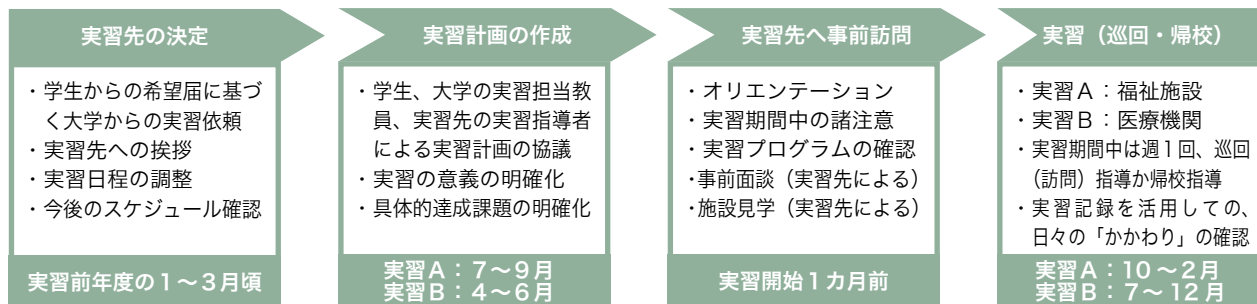 実習先の決定
・学生からの希望届に基づ
く大学からの実習依頼
・実習先への挨拶
・実習日程の調整
・今後のスケジュール確認
実習前年度の１～３月頃
実習計画の作成
・学生、大学の実習担当教
員、実習先の実習指導者
による実習計画の協議
・実習の意義の明確化
・具体的達成課題の明確化
実習Ａ：７～９月
実習Ｂ：４～６月
実習先へ事前訪問
・オリエンテーション
・実習期間中の諸注意
・実習プログラムの確認
・事前面談（実習先による）
・施設見学（実習先による）
実習開始１カ月前
実習（巡回・帰校）
・実習Ａ：福祉施設
・実習Ｂ：医療機関
・実習期間中は週１回、巡回
（訪問）指導か帰校指導
・実習記録を活用しての、
日々の「かかわり」の確認
実習Ａ：10～２月
実習Ｂ：７～12月